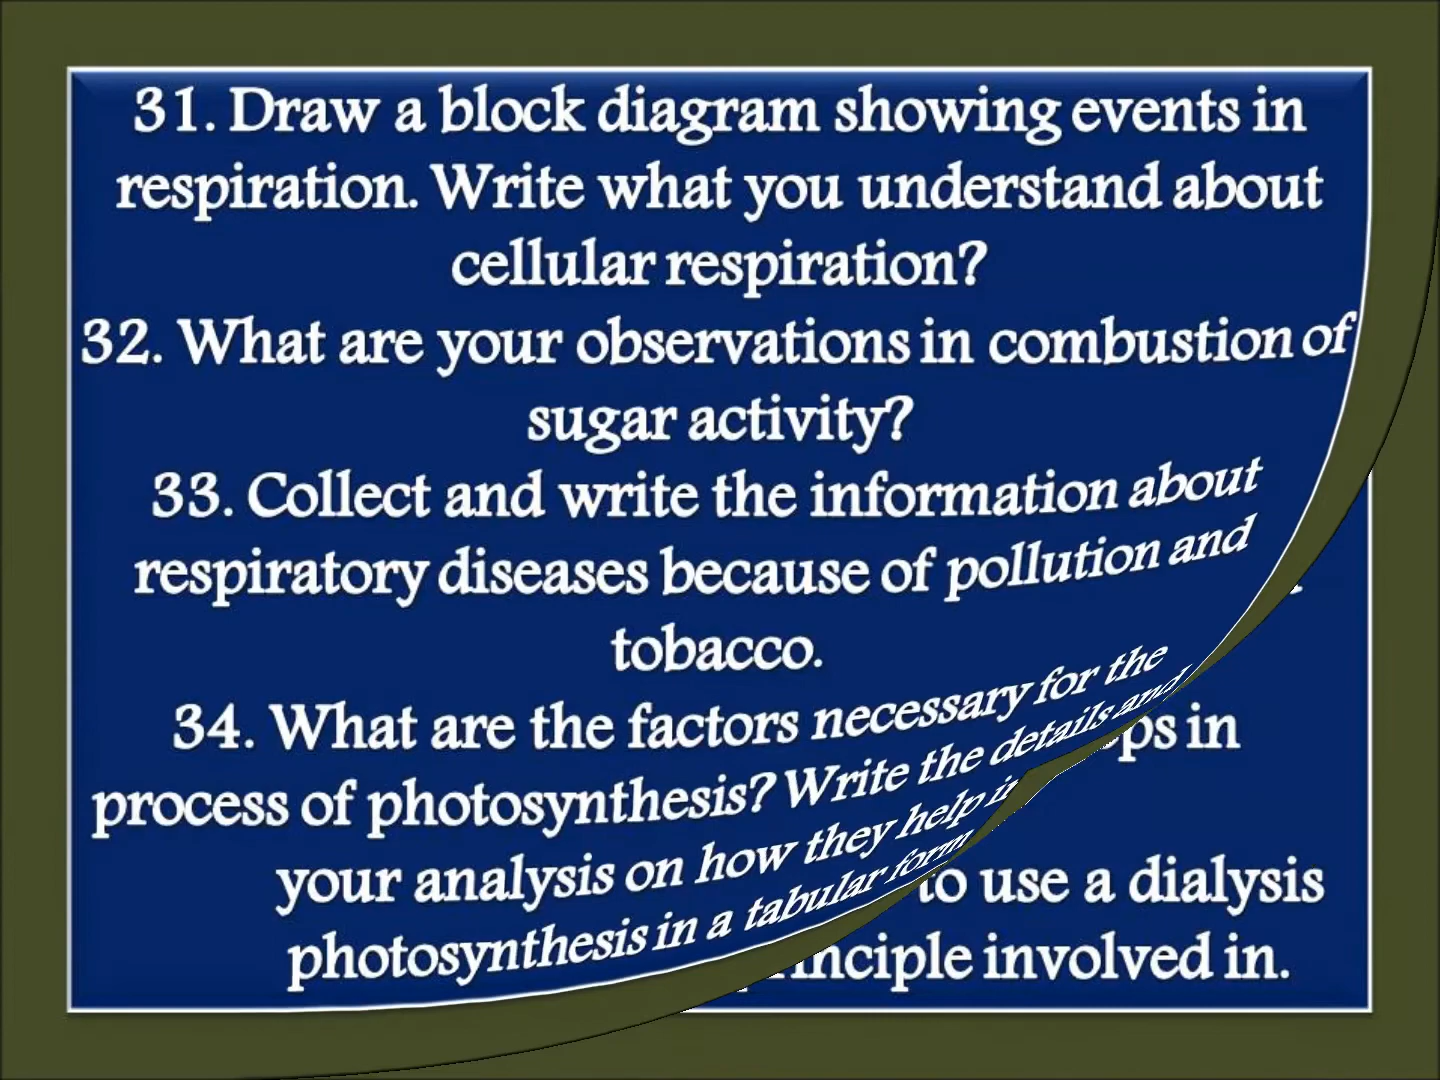 31. Draw a block diagram showing events in
respiration. Write what you understand about
cellular respiration?
32. What are your observations in combustion of
sugar activity?
33. Collect and write the information about
respiratory diseases because of pollution and
tobacco.
34. What are the factors necessary for the
process of photosynthesis? Write the details and
your analysis on how they help in
photosynthesis in a tabular form
in
to use a dialysis
involved in.